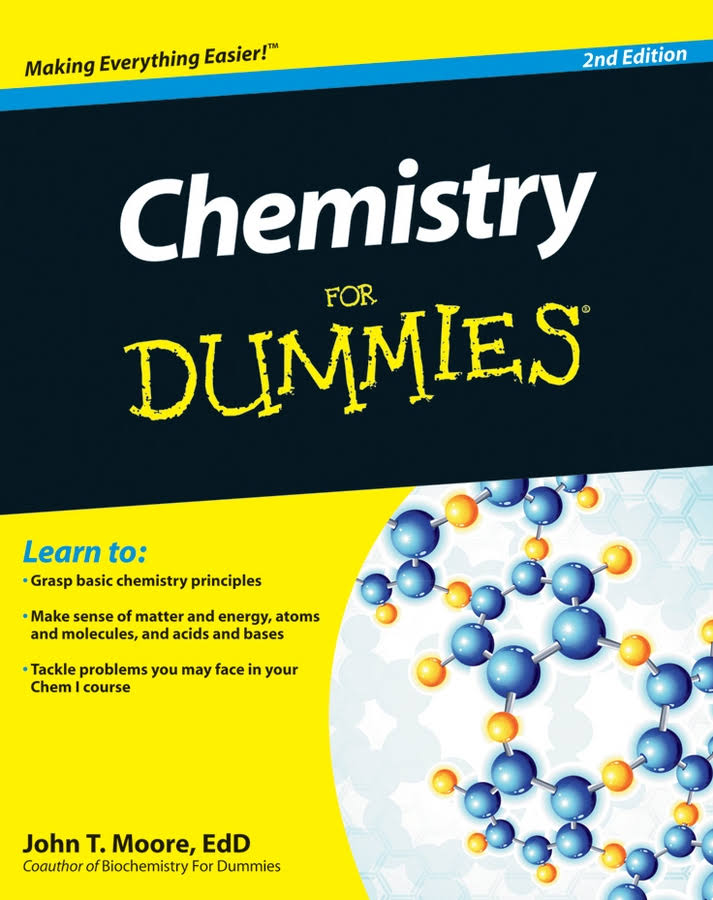 Making Everything Easier!™
2nd Edition
Chemistry
FOR
DUMMIES®
Learn to:
• Grasp basic chemistry principles
• Make sense of matter and energy, atoms
and molecules, and acids and bases
• Tackle problems you may face in your
Chem I course
John T. Moore, EdD
Coauthor of Biochemistry For Dummies